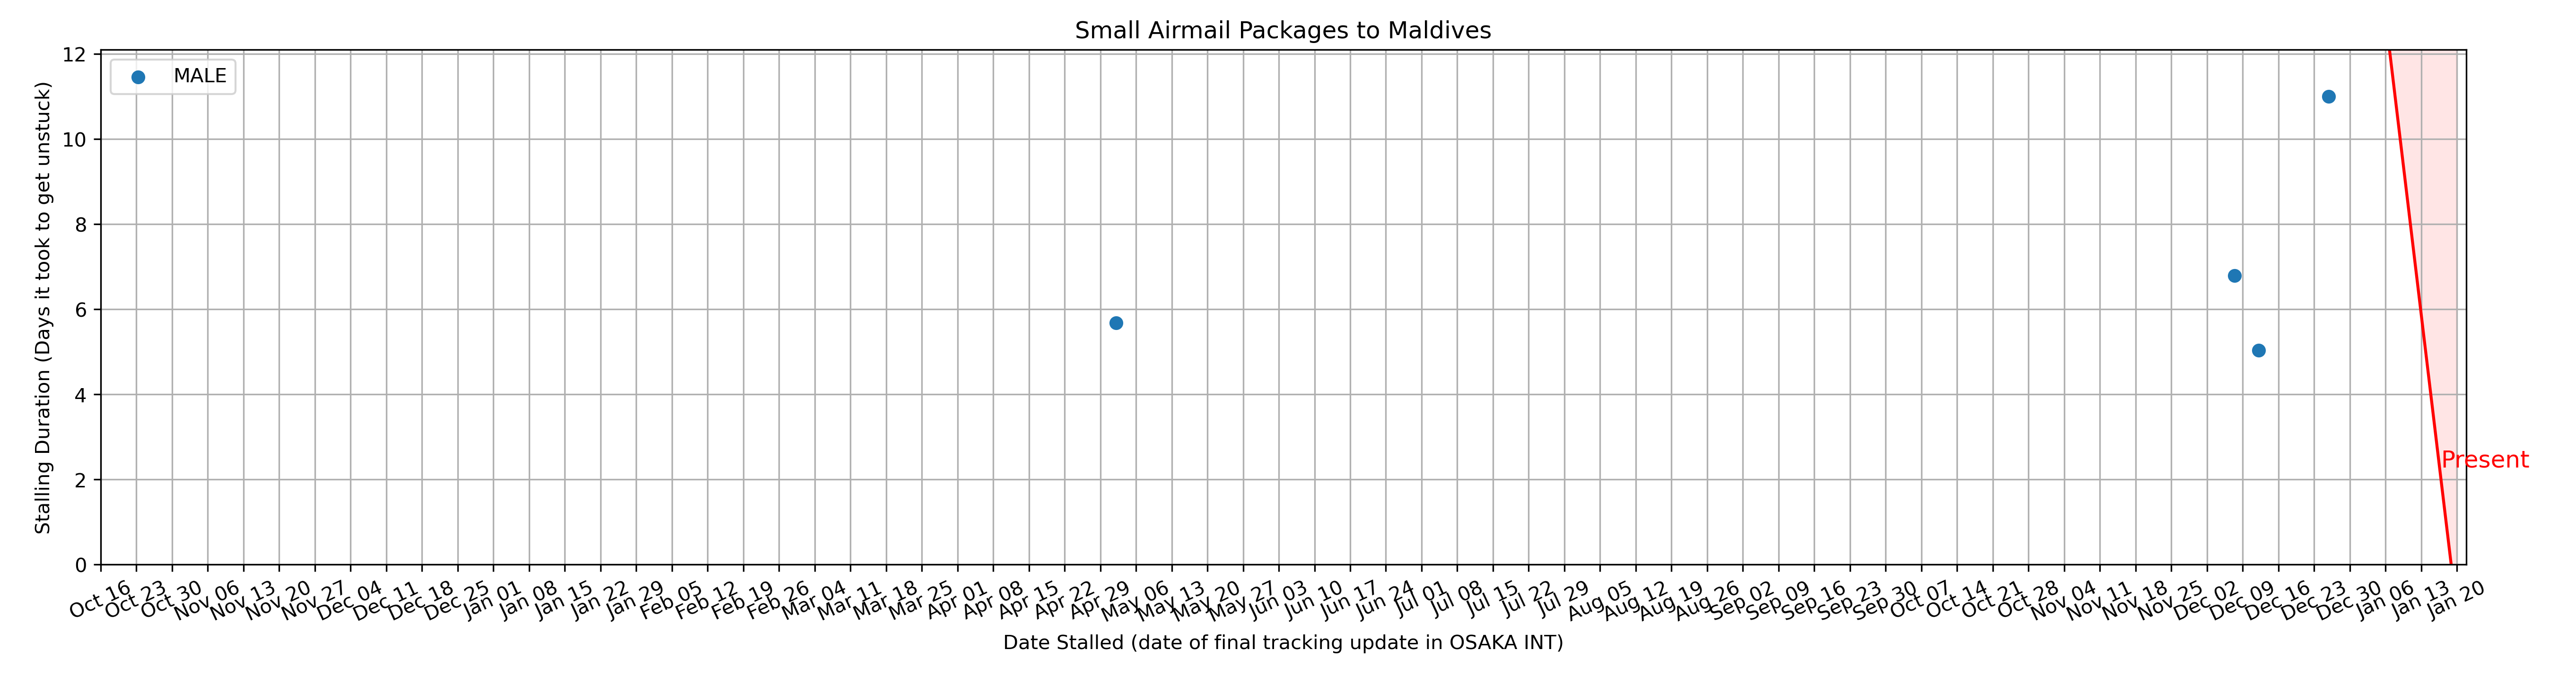 Small Airmail Packages to Maldives
Stalling Duration (Days it took to get unstuck)
12
10
8
6
4
2
0
MALE
Present
Oct 16
Oct 23
Oct 30
Nov 06
Nov 13
Nov 20
Nov 27
Dec 04
Dec 11
Dec 18
Dec 25
Jan 01
Jan 08
Jan 15
Jan 22
Jan 29
Feb 05
Feb 12
Feb 19
Feb 26
Mar 04
Mar 11
Mar 18
Mar 25
Apr 01
Apr 08
Apr 15
Apr 22
Apr 29
May 06
May 13
May 20
May 27
Jun 03
Jun 10
Jun 17
Jun 24
Jul 01
Jul 08
Jul 15
Jul 22
Jul 29
Aug 05
Aug 12
Aug 19
Aug 26
Sep 02
Sep 09
Sep 16
Sep 23
Sep 30
Oct 07
Oct 14
Oct 21
Oct 28
Nov 04
Nov 11
Nov 18
Nov 25
Dec 02
Dec 09
Dec 16
Dec 23
Dec 30
Jan 06
Jan 13
Jan 20
Date Stalled (date of final tracking update in OSAKA INT)